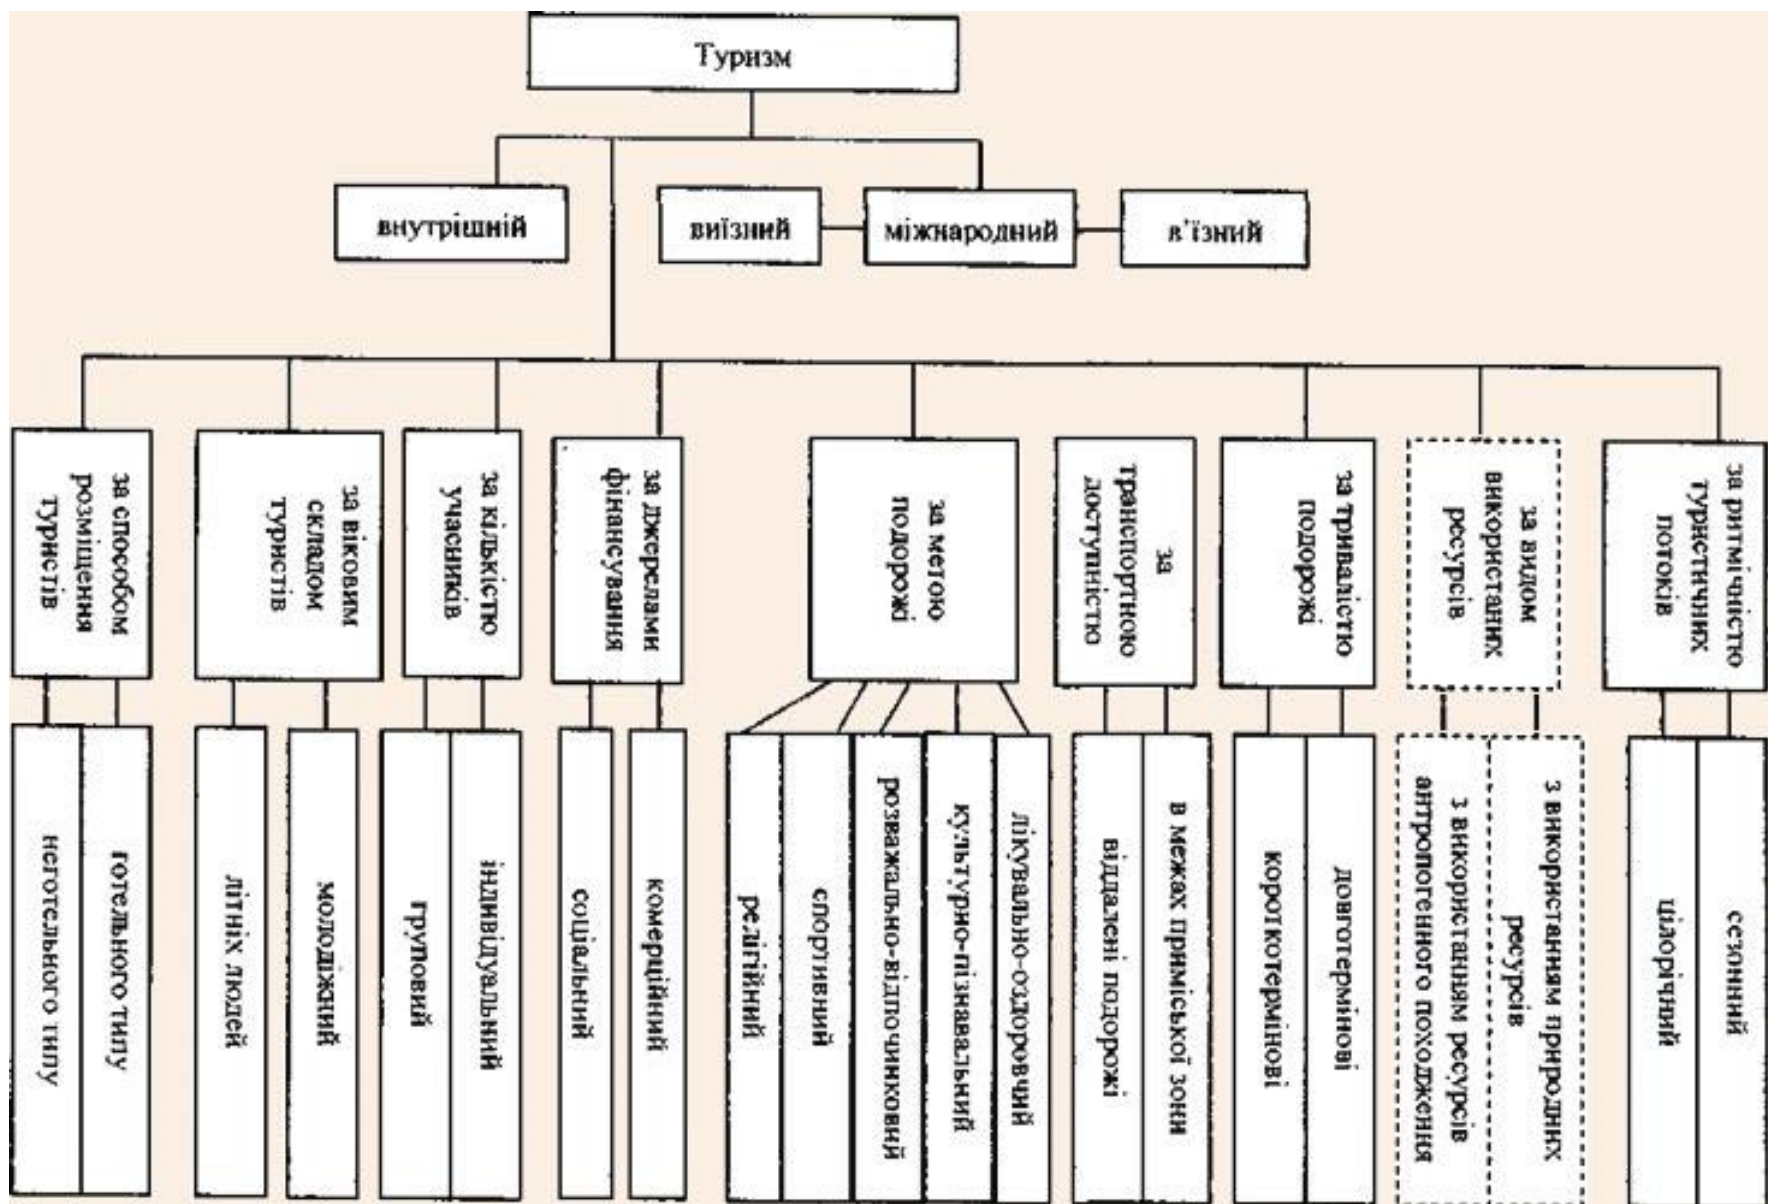 Туризм
внутрішній
виїзний
міжнародний
в'їзний
за способом
розміщення
туристів
за віковим
складом
туристів
за кількістю
учасників
за джерелами
фінансування
за метою
подорожі
за
транспортною
доступністю
за тривалістю
подорожі
за видом
використаних
ресурсів
за ритмічністю
туристичних
потоків
неготельного типу
готельного типу
літніх людей
молодіжний
груповий
індивідуальний
соціальний
комерційний
релігійний
спортивний
розважально-відпочинковий
культурно-пізнавальний
лікувально-оздоровчий
віддалені подорожі
в межах приміської зони
короткотермінові
довготермінові
з використанням ресурсів
антропогенного походження
з використанням природних
ресурсів
цілорічний
сезонний